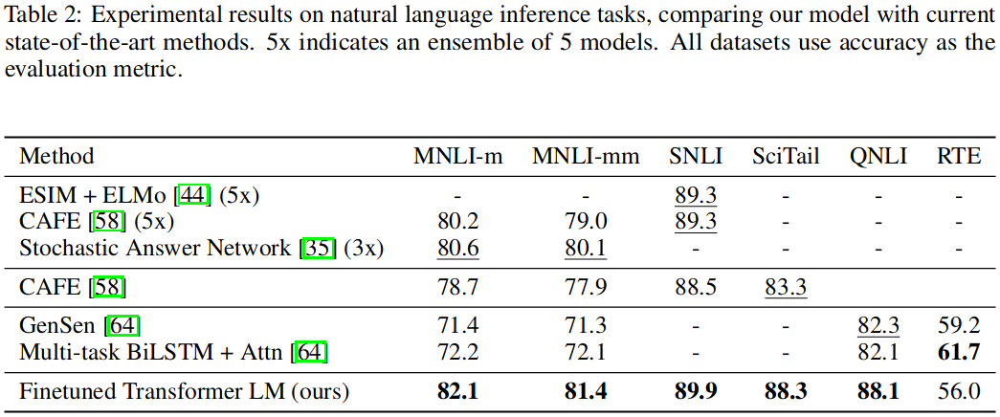 Table 2: Experimental results on natural language inference tasks, comparing our model with current
state-of-the-art methods. 5x indicates an ensemble of 5 models. All datasets use accuracy as the
evaluation metric.
Method MNLI-m MNLI-mm SNLI SciTail QNLI RTE
ESIM + ELMo [44] (5x) - - 89.3 - - -
CAFE [58] (5x) 80.2 79.0 89.3 - - -
Stochastic Answer Network [35] (3x) 80.6 80.1 - - - -
CAFE [58] 78.7 77.9 88.5 83.3
GenSen [64] 71.4 71.3 - - 82.3 59.2
Multi-task BiLSTM + Attn [64] 72.2 72.1 - - 82.1 61.7
Finetuned Transformer LM (ours) 82.1 81.4 89.9 88.3 88.1 56.0